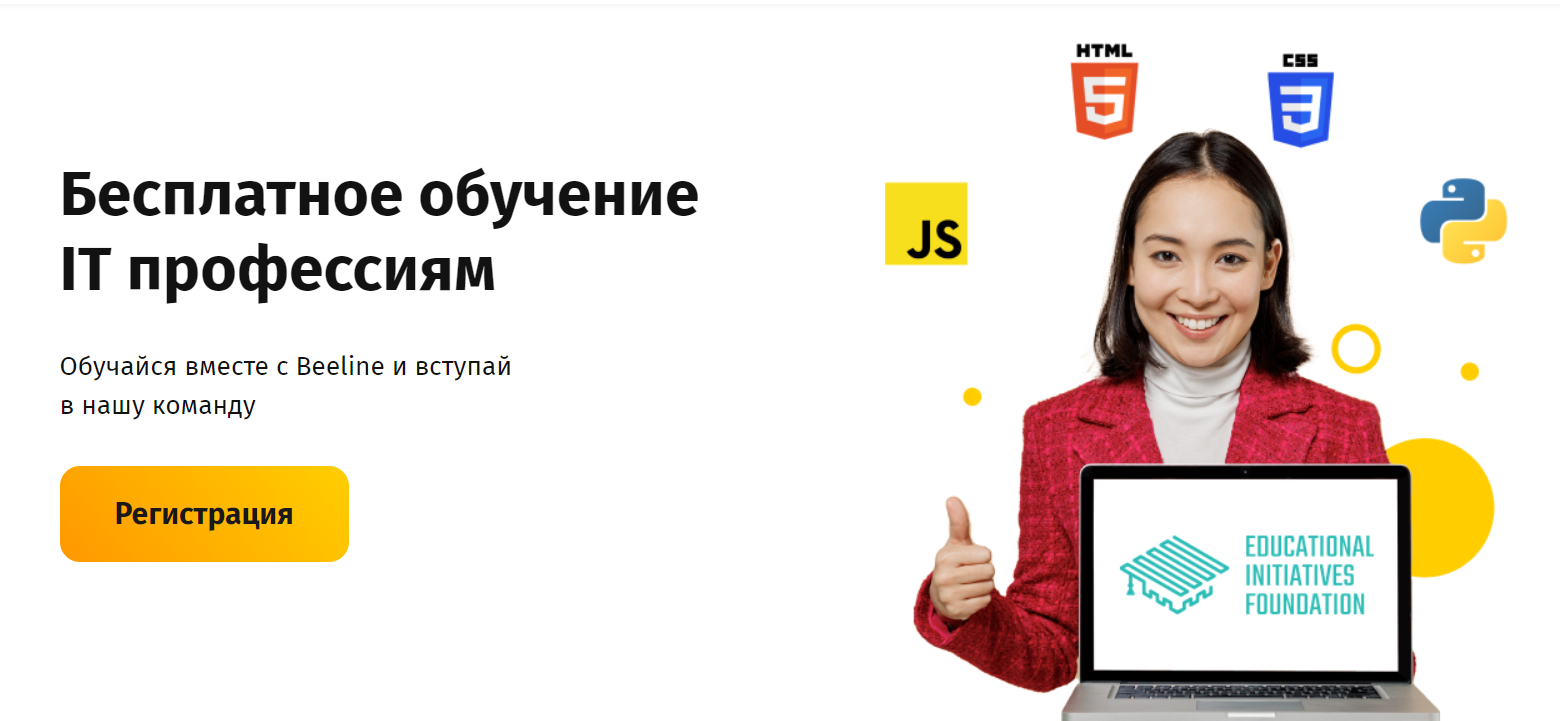 Бесплатное обучение
IT профессиям
Обучайся вместе с Beeline и вступай
в нашу команду
Регистрация
HTML
5
CSS
3
JS
EDUCATIONAL
INITIATIVES
FOUNDATION